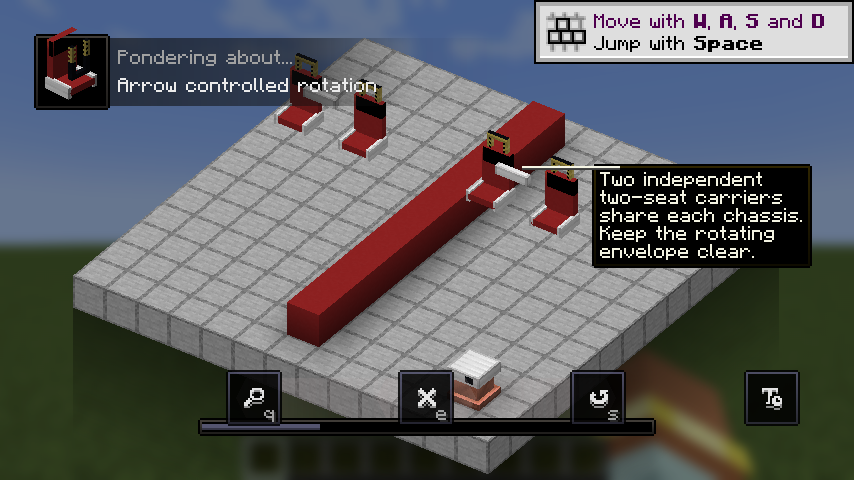 Move with W, A, S and D
Jump with Space
Pondering about...
Arrow controlled rotation
Two independent
two-seat carriers
share each chassis.
Keep the rotating
envelope clear.
q
e
s
T